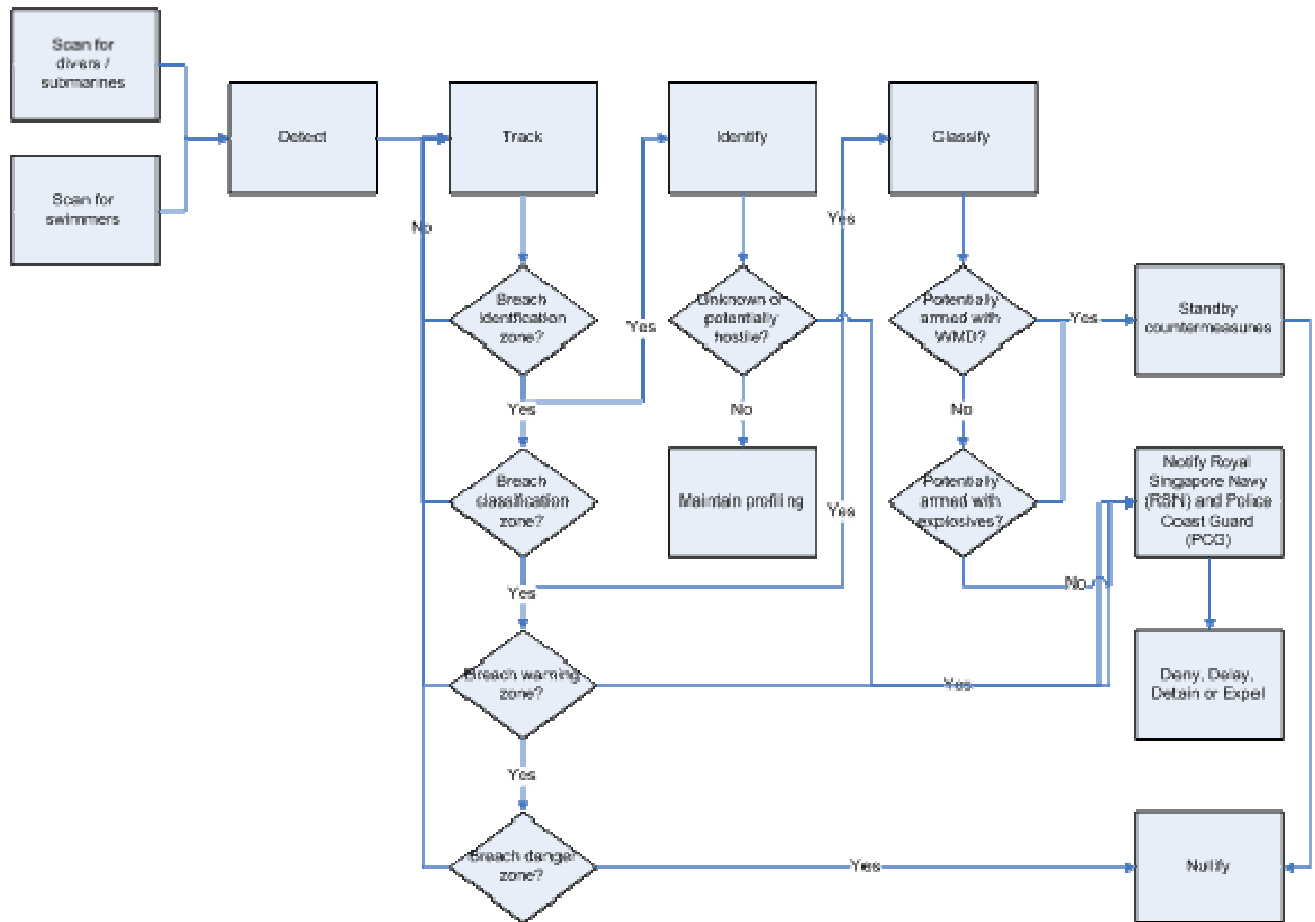 Scan for
divers /
submarines
Scan for
swimmers
Detect
Track
Identify
Classify
No
Yes
Breach
identification
zone?
Yes
Unknown or
potentially
hostile?
Potentially
armed with
WMD?
Yes
Standby
countermeasures
Yes
No
No
Breach
classification
zone?
Maintain profiling
Yes
Potentially
armed with
explosives?
Notify Royal
Singapore Navy
(RSN) and Police
Coast Guard
(PCG)
Yes
No
Breach warning
zone?
Yes
Deny, Delay,
Detain or Expel
Yes
Breach danger
zone?
Yes
Nullify